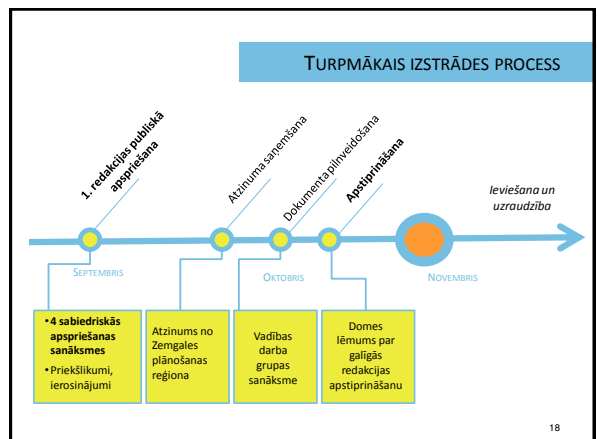 TURPMĀKAIS IZSTRĀDES PROCESS
1. redakcijas publiskā
apspriešana
Atzinuma saņemšana
Dokumenta pilnveidošana
Apstiprināšana
Ieviešana un
uzraudzība
SEPTEMBRIS
OKTOBRIS
NOVEMBRIS
• 4 sabiedriskās
apspriešanas
sanāksmes
• Priekšlikumi,
ierosinājumi
Atzinums no
Zemgales
plānošanas
reģiona
Vadības
darba
grupas
sanāksme
Domes
lēmums par
galīgās
redakcijas
apstiprināšanu
18